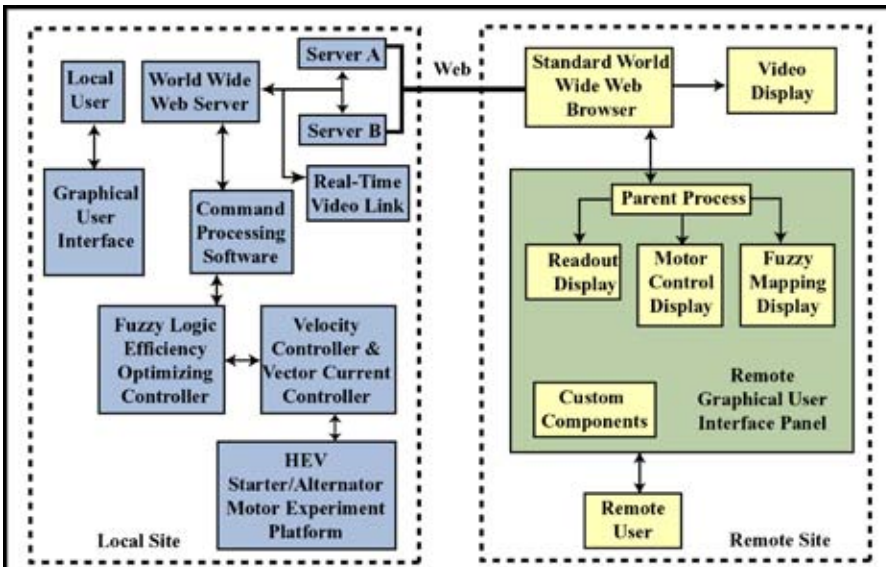 Server A
Web
Standard World
Wide Web
Browser
Video
Display
Local
User
World Wide
Web Server
Server B
Graphical
User
Interface
Command
Processing
Software
Real-Time
Video Link
Parent Process
Readout
Display
Motor
Control
Display
Fuzzy
Mapping
Display
Fuzzy Logic
Efficiency
Optimizing
Controller
Velocity
Controller &
Vector Current
Controller
Remote
Graphical User
Interface Panel
Custom
Components
HEV
Starter/Alternator
Motor Experiment
Platform
Local Site
Remote
User
Remote Site